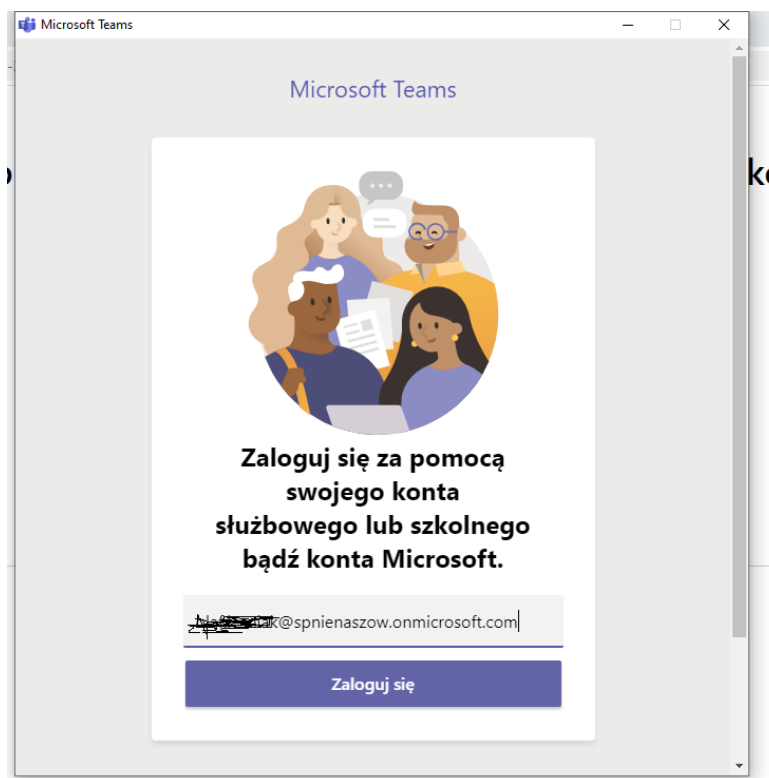 Microsoft Teams
Microsoft Teams
Zaloguj się za pomocą
swojego konta
służbowego lub szkolnego
bądź konta Microsoft.
@spnienaszow.onmicrosoft.com
Zaloguj się